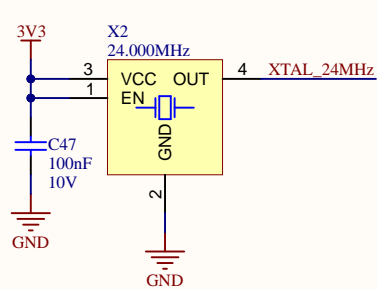 3V3
X2
24.000MHz
3 VCC OUT 4 XTAL_24MHz
1 EN
GND
2
C47
100nF
10V
GND
GND